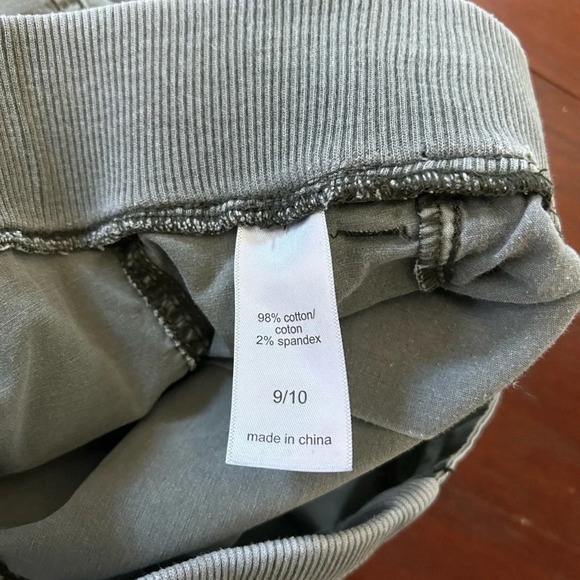 98% cotton/
coton
2% spandex
9/10
made in china